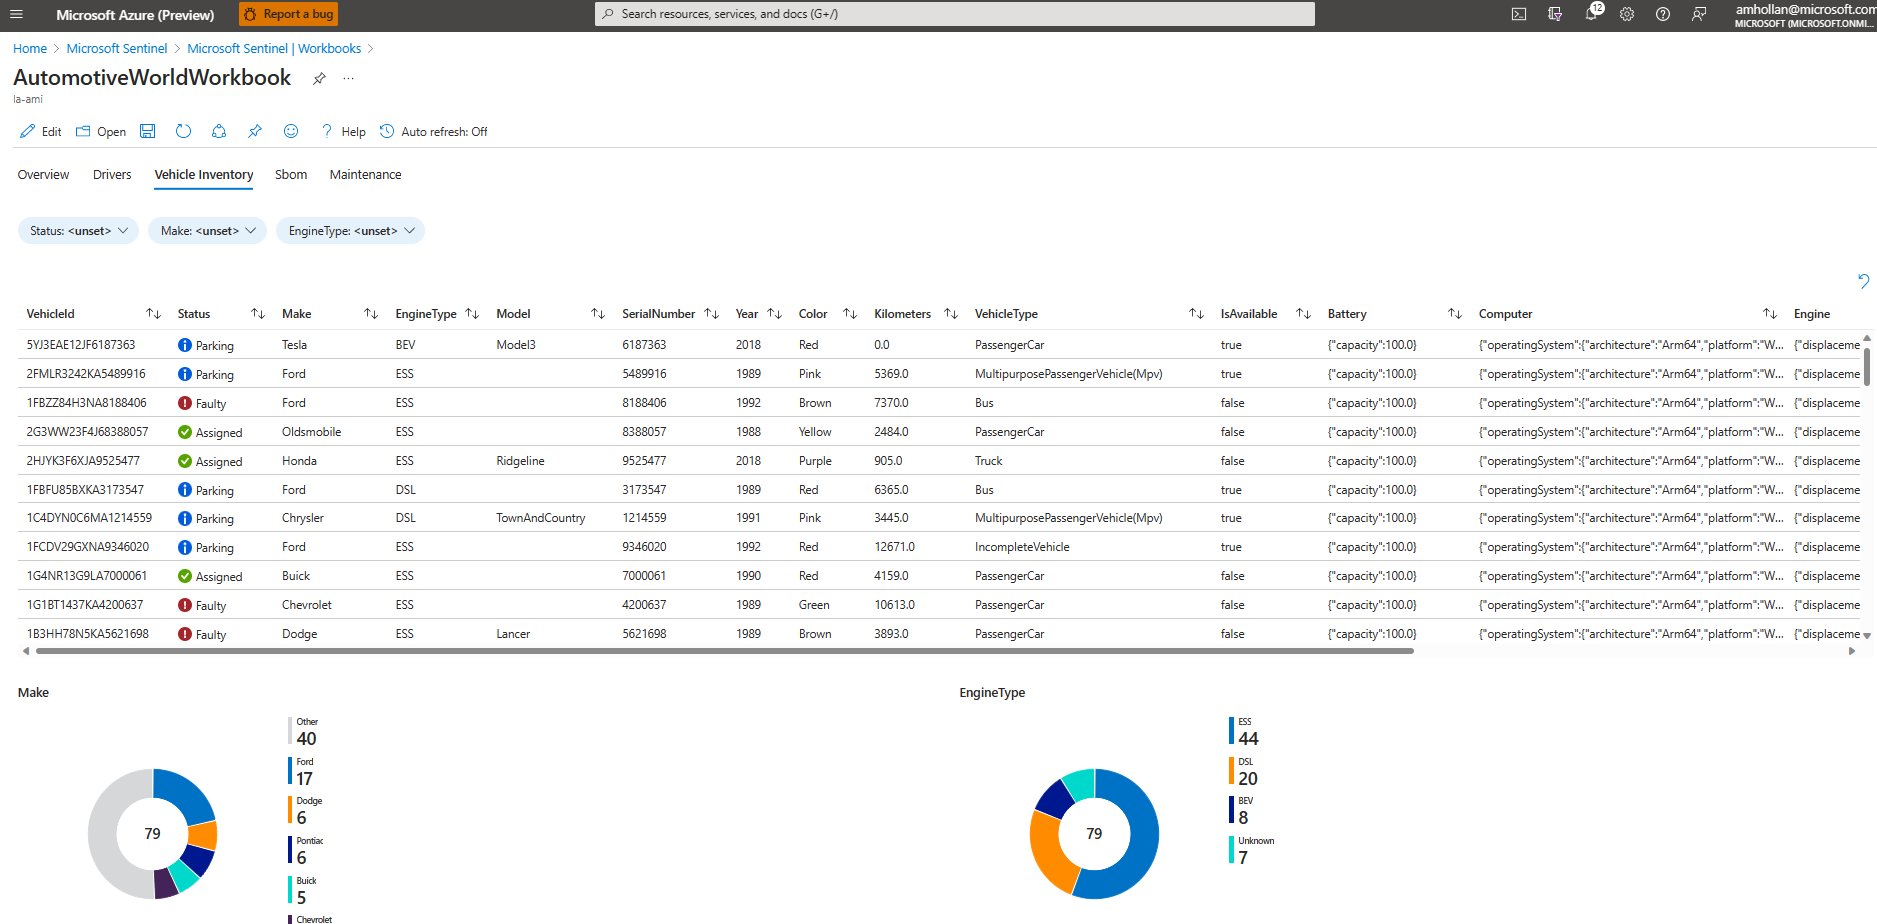 Microsoft Azure (Preview) Report a bug Search resources, services, and docs (G+/) 12 amhollan@microsoft.com
MICROSOFT (MICROSOFT.ONMI...
Home > Microsoft Sentinel > Microsoft Sentinel | Workbooks >
AutomotiveWorldWorkbook ...
la-ami
Edit Open Help Auto refresh: Off
Overview Drivers Vehicle Inventory Sbom Maintenance
Status: <unset> Make: <unset> EngineType: <unset>
VehicleId Status Make EngineType Model SerialNumber Year Color Kilometers VehicleType IsAvailable Battery Computer Engine
5YJ3EAE12JF6187363 Parking Tesla BEV Model3 6187363 2018 Red 0.0 PassengerCar true {"capacity":100.0} {"operatingSystem":{"architecture":"Arm64","platform":"W... {"displaceme
2FMLR3242KA5489916 Parking Ford ESS 5489916 1989 Pink 5369.0 MultipurposePassengerVehicle(Mpv) true {"capacity":100.0} {"operatingSystem":{"architecture":"Arm64","platform":"W... {"displaceme
1FBZZ84H3NA8188406 Faulty Ford ESS 8188406 1992 Brown 7370.0 Bus false {"capacity":100.0} {"operatingSystem":{"architecture":"Arm64","platform":"W... {"displaceme
2G3WW23F4J68388057 Assigned Oldsmobile ESS 8388057 1988 Yellow 2484.0 PassengerCar false {"capacity":100.0} {"operatingSystem":{"architecture":"Arm64","platform":"W... {"displaceme
2HJYK3F6XJA9525477 Assigned Honda ESS Ridgeline 9525477 2018 Purple 905.0 Truck false {"capacity":100.0} {"operatingSystem":{"architecture":"Arm64","platform":"W... {"displaceme
1FBFU85BXKA3173547 Parking Ford DSL 3173547 1989 Red 6365.0 Bus true {"capacity":100.0} {"operatingSystem":{"architecture":"Arm64","platform":"W... {"displaceme
1C4DYN0C6MA1214559 Parking Chrysler DSL TownAndCountry 1214559 1991 Pink 3445.0 MultipurposePassengerVehicle(Mpv) true {"capacity":100.0} {"operatingSystem":{"architecture":"Arm64","platform":"W... {"displaceme
1FCDV29GXNA9346020 Parking Ford ESS 9346020 1992 Red 12671.0 IncompleteVehicle true {"capacity":100.0} {"operatingSystem":{"architecture":"Arm64","platform":"W... {"displaceme
1G4NR13G9LA7000061 Assigned Buick ESS 7000061 1990 Red 4159.0 PassengerCar false {"capacity":100.0} {"operatingSystem":{"architecture":"Arm64","platform":"W... {"displaceme
1G1BT1437KA4200637 Faulty Chevrolet ESS 4200637 1989 Green 10613.0 PassengerCar false {"capacity":100.0} {"operatingSystem":{"architecture":"Arm64","platform":"W... {"displaceme
1B3HH78N5KA5621698 Faulty Dodge ESS Lancer 5621698 1989 Brown 3893.0 PassengerCar false {"capacity":100.0} {"operatingSystem":{"architecture":"Arm64","platform":"W... {"displaceme
Make
Other
40
Ford
17
Dodge
6
Pontiac
6
Buick
5
Chevrolet
79
EngineType
ESS
44
DSL
20
BEV
8
Unknown
7
79